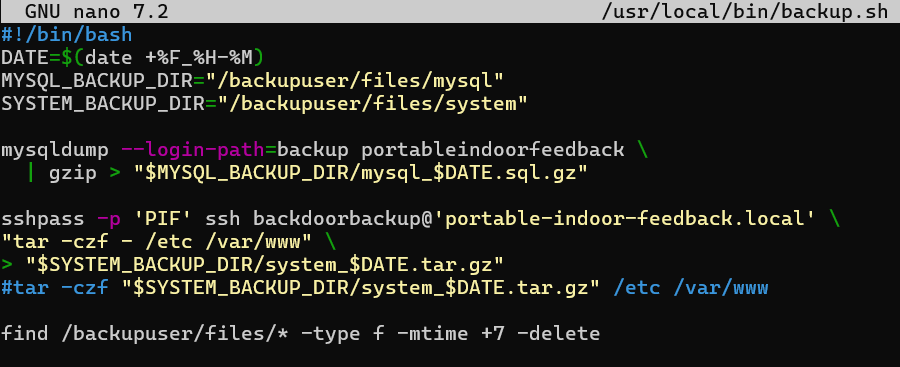 GNU nano 7.2 /usr/local/bin/backup.sh
#!/bin/bash
DATE=$(date +%F_%H-%M)
MYSQL_BACKUP_DIR="/backupuser/files/mysql"
SYSTEM_BACKUP_DIR="/backupuser/files/system"

mysqldump --login-path=backup portableindoorfeedback \
  | gzip > "$MYSQL_BACKUP_DIR/mysql_$DATE.sql.gz"

sshpass -p 'PIF' ssh backdoorbackup@'portable-indoor-feedback.local' \
"tar -czf - /etc /var/www" \
> "$SYSTEM_BACKUP_DIR/system_$DATE.tar.gz"
#tar -czf "$SYSTEM_BACKUP_DIR/system_$DATE.tar.gz" /etc /var/www

find /backupuser/files/* -type f -mtime +7 -delete